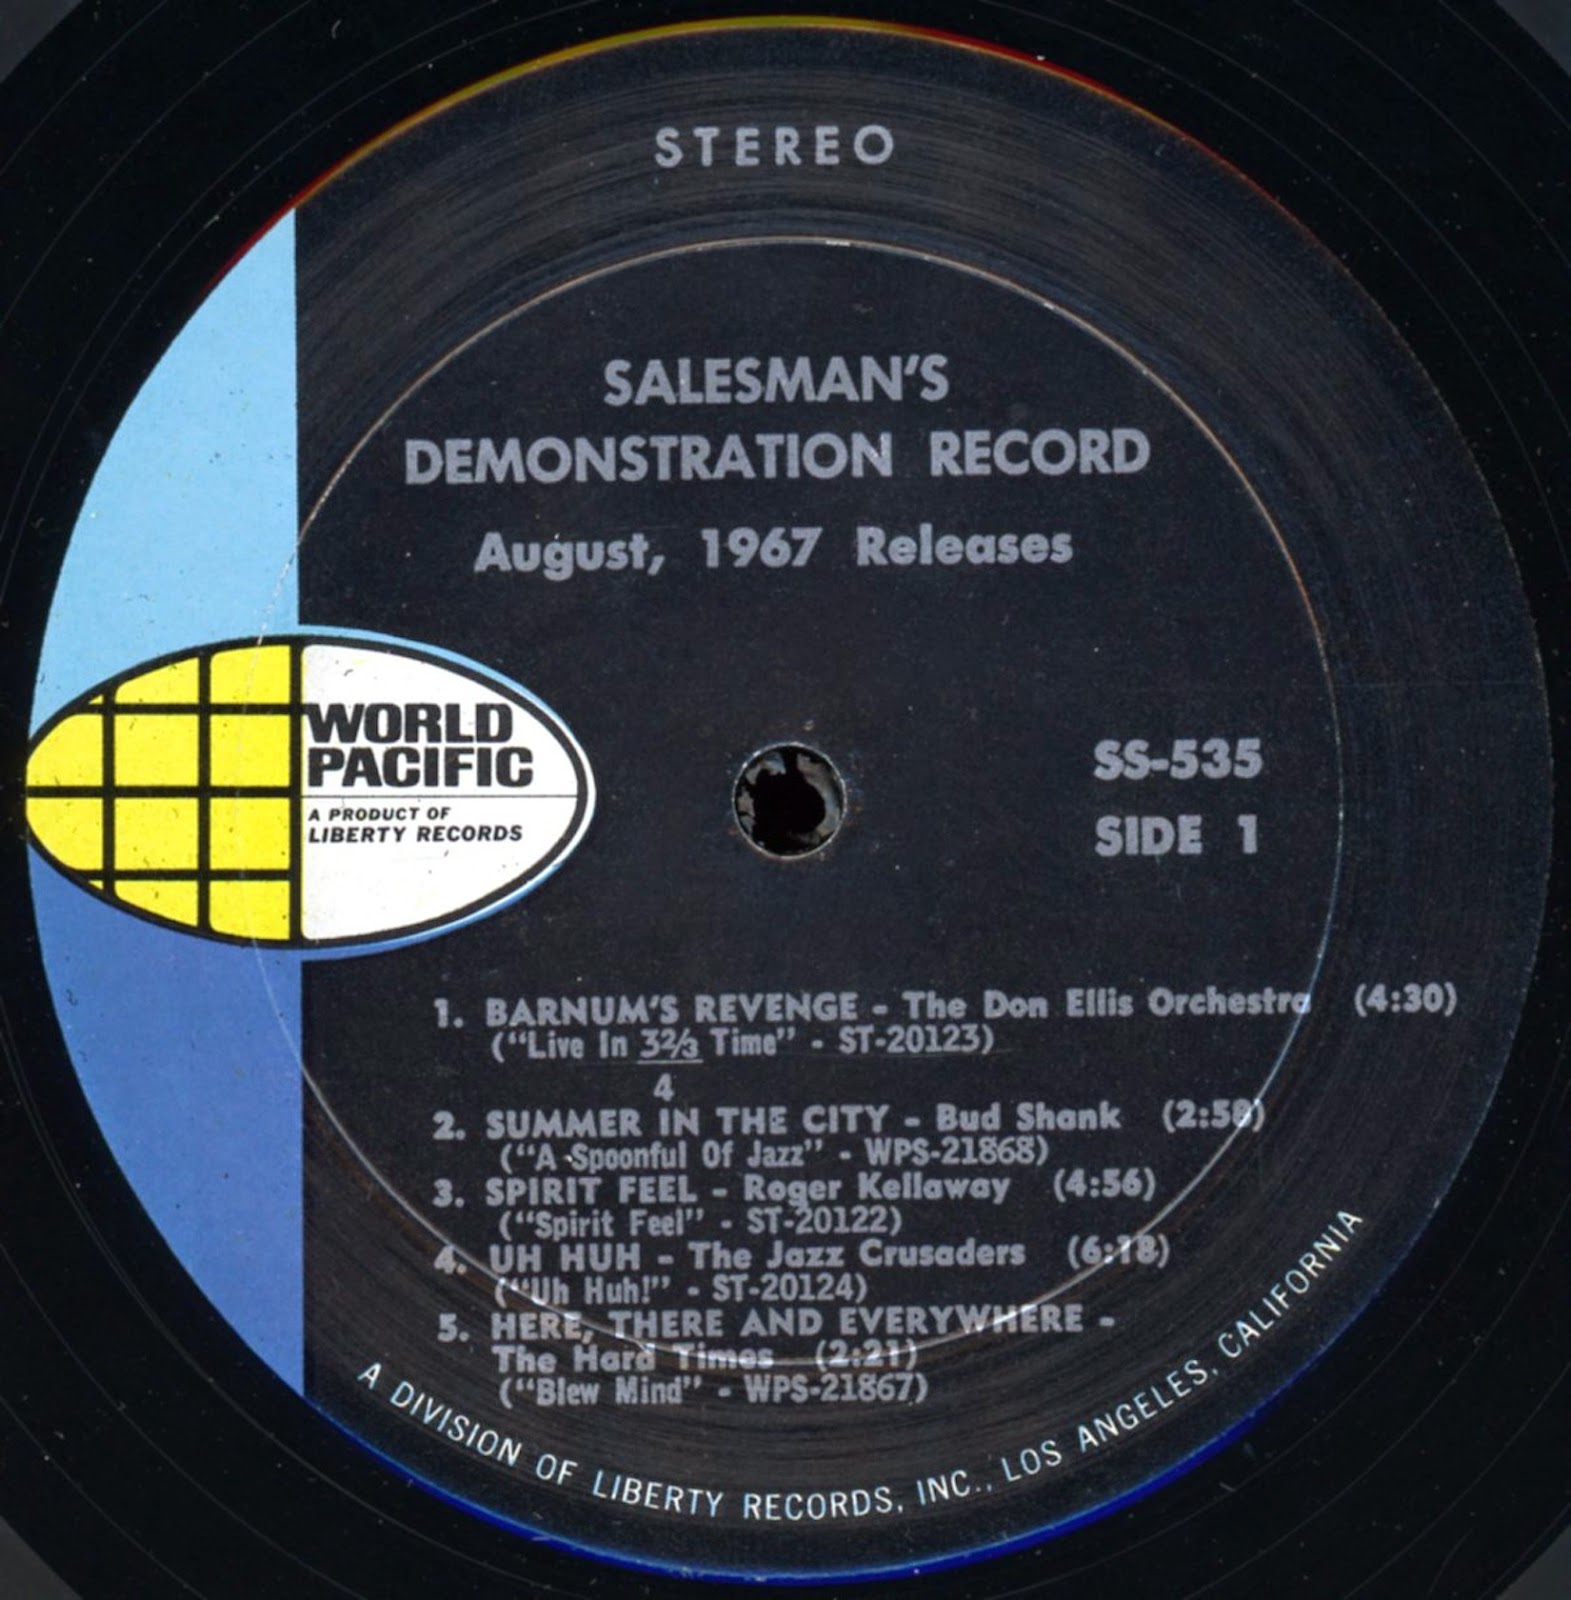 STEREO
SALESMAN'S
DEMONSTRATION RECORD
August, 1967 Releases
WORLD
PACIFIC
A PRODUCT OF
LIBERTY RECORDS
SS-535
SIDE 1
1. BARNUM'S REVENGE - The Don Ellis Orchestra (4:30)
("Live In 3⅔ Time" - ST-20123)
4
2. SUMMER IN THE CITY - Bud Shank (2:58)
("A Spoonful Of Jazz" - WPS-21868)
3. SPIRIT FEEL - Roger Kellaway (4:56)
("Spirit Feel" - ST-20122)
4. UH HUH - The Jazz Crusaders (6:18)
("Uh Huh!" - ST-20124)
5. HERE, THERE AND EVERYWHERE -
The Hard Times (2:21)
("Blew Mind" - WPS-21867)
A DIVISION OF LIBERTY RECORDS, INC., LOS ANGELES, CALIFORNIA